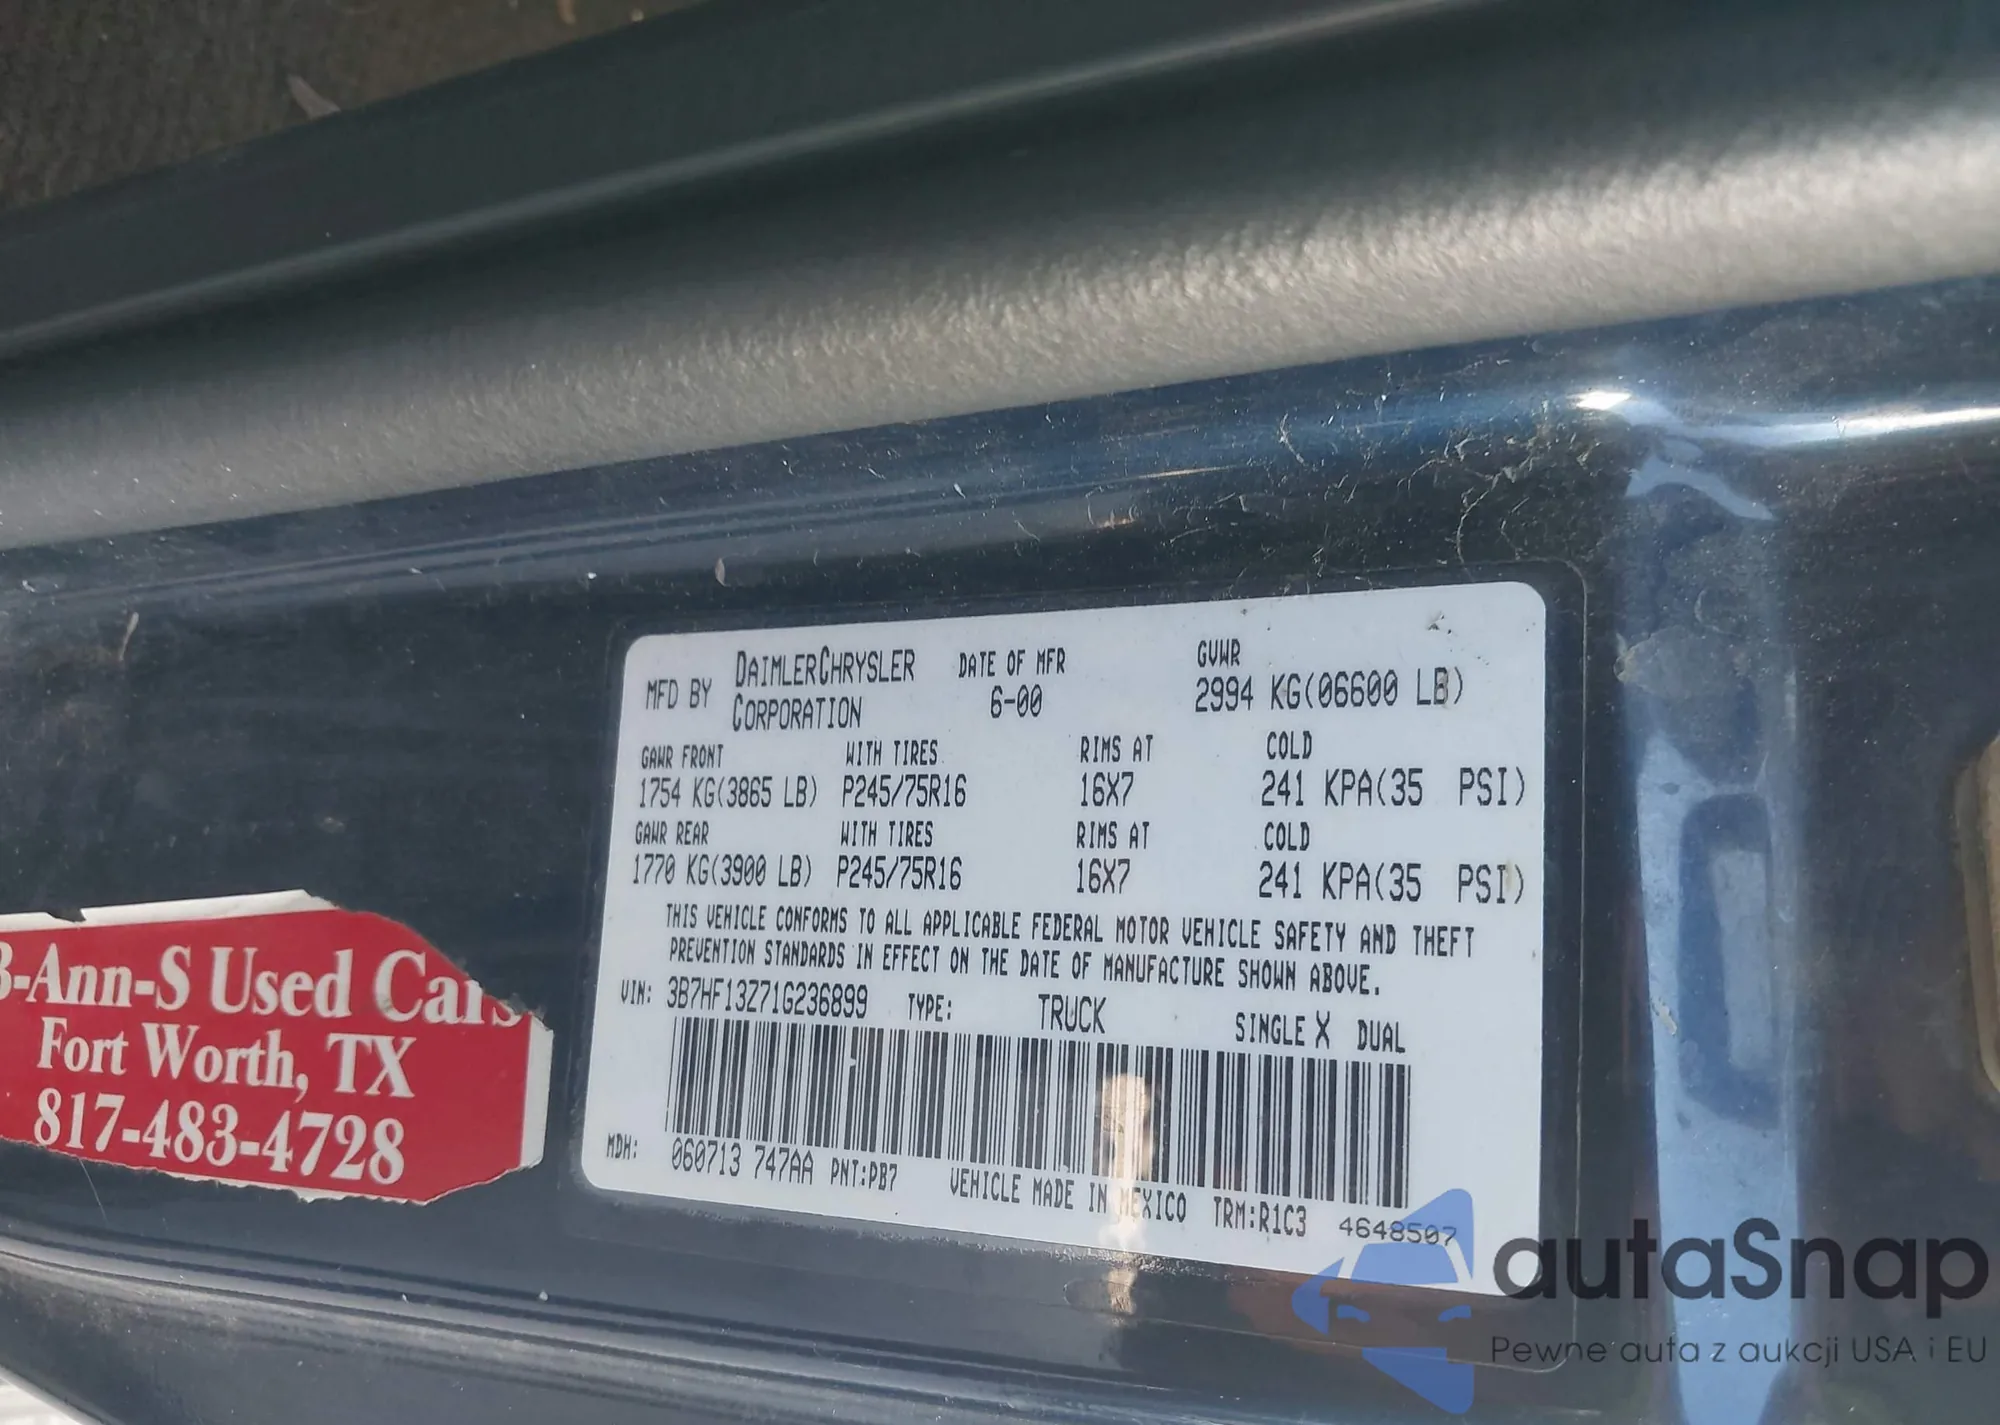 MFD BY DAIMLERCHRYSLER CORPORATION
DATE OF MFR
6-00
GVWR
2994 KG(06600 LB)
GAWR FRONT WITH TIRES RIMS AT COLD
1754 KG(3865 LB) P245/75R16 16X7 241 KPA(35 PSI)
GAWR REAR WITH TIRES RIMS AT COLD
1770 KG(3900 LB) P245/75R16 16X7 241 KPA(35 PSI)
THIS VEHICLE CONFORMS TO ALL APPLICABLE FEDERAL MOTOR VEHICLE SAFETY AND THEFT
PREVENTION STANDARDS IN EFFECT ON THE DATE OF MANUFACTURE SHOWN ABOVE.
VIN: 3B7HF13Z71G236899 TYPE: TRUCK SINGLE X DUAL
MDH: 060713 747AA PNT:PB7 VEHICLE MADE IN MEXICO TRM:R1C3 4648507
B-Ann-S Used Cars
Fort Worth, TX
817-483-4728
autaSnap
Pewne auta z aukcji USA i EU